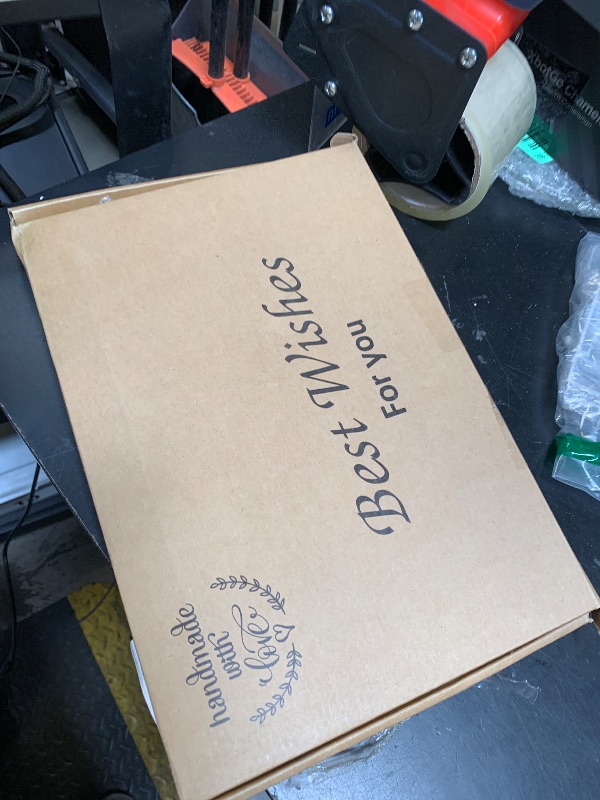 Best Wishes
For you
handmade
with
love